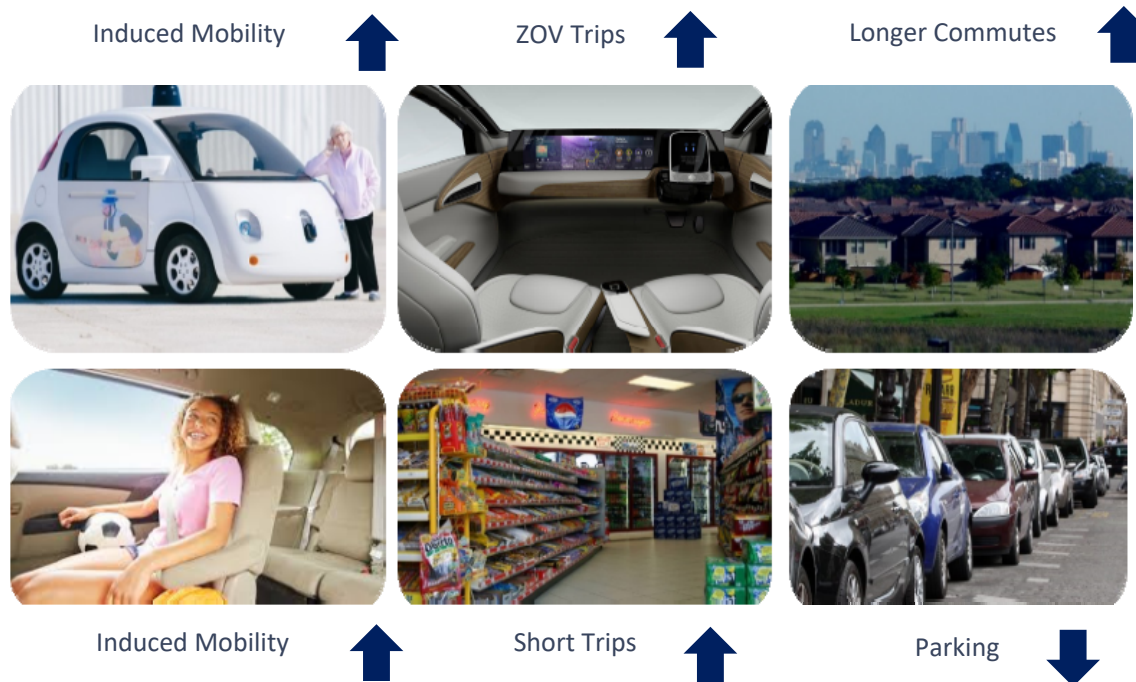 Induced Mobility
ZOV Trips
Longer Commutes
Induced Mobility
Short Trips
Parking